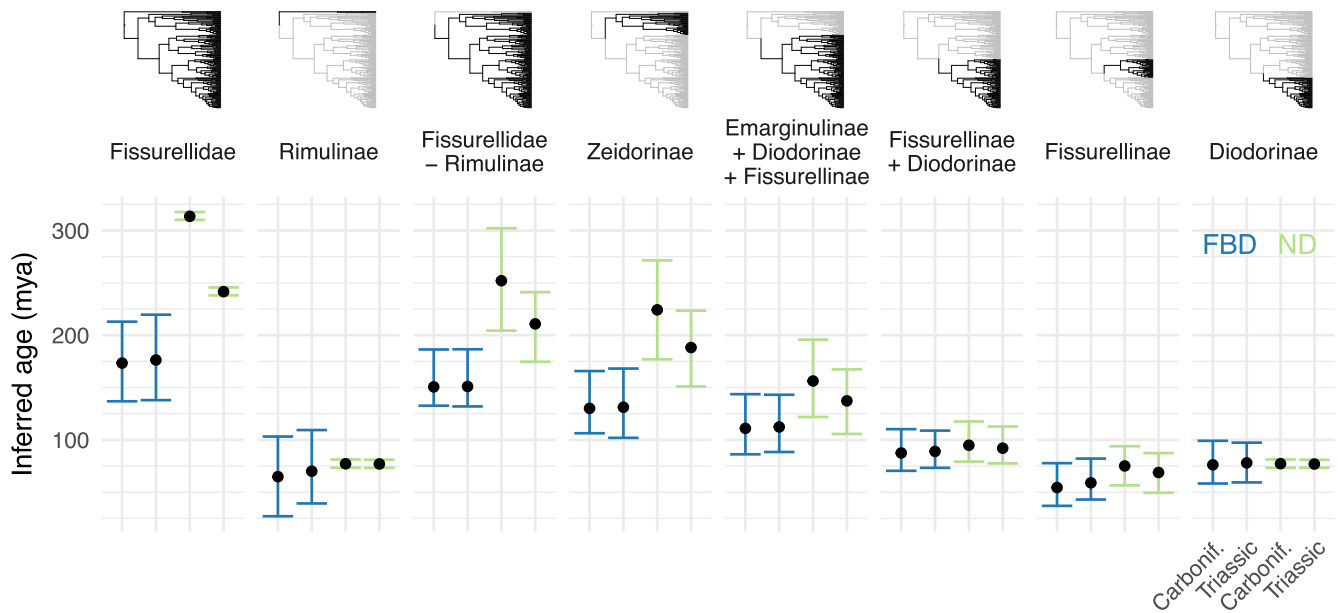 Fissurellidae
Rimulinae
Fissurellidae
– Rimulinae
Zeidorinae
Emarginulinae
+ Diodorinae
+ Fissurellinae
Fissurellinae
+ Diodorinae
Fissurellinae
Diodorinae
Inferred age (mya)
300
200
100
FBD ND
Carbonif.
Triassic
Carbonif.
Triassic